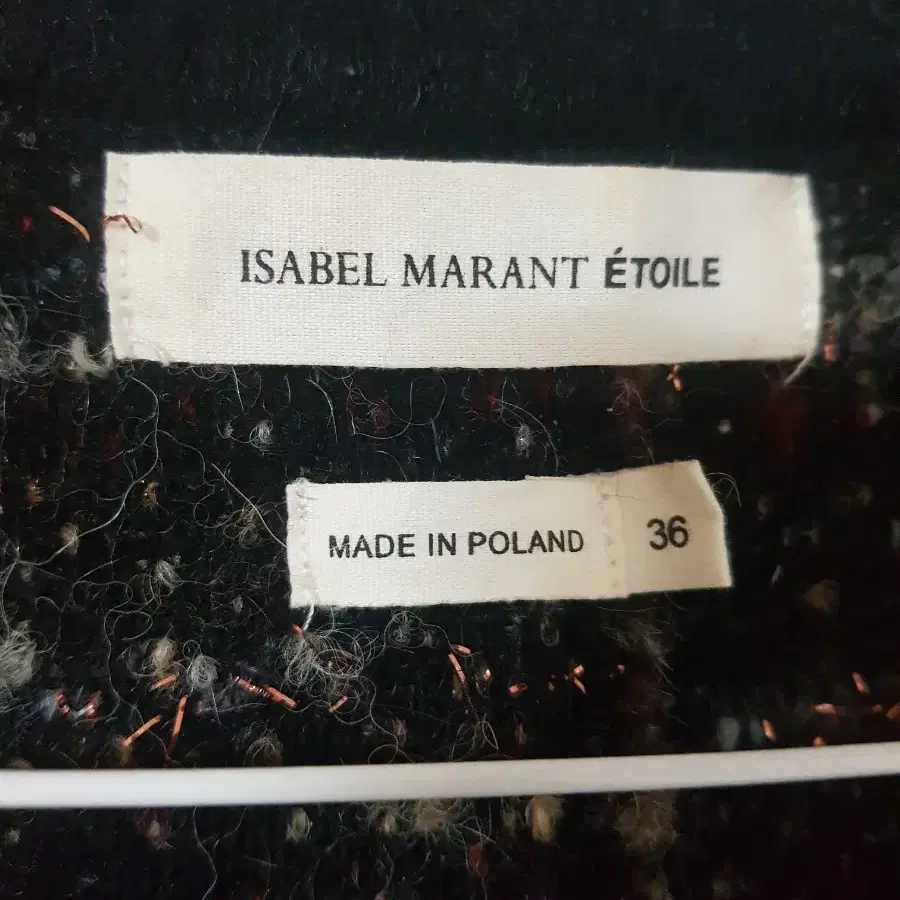 ISABEL MARANT ÉTOILE
MADE IN POLAND 36